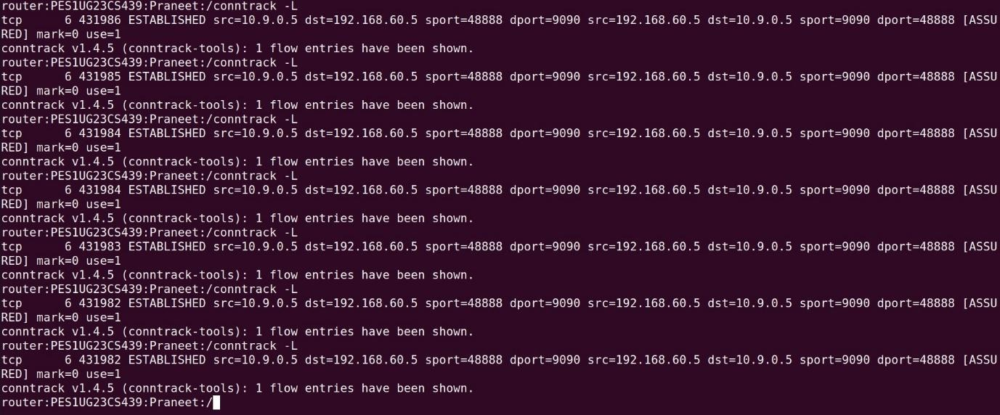 router:PES1UG23CS439:Praneet:/conntrack -L
tcp      6 431986 ESTABLISHED src=10.9.0.5 dst=192.168.60.5 sport=48888 dport=9090 src=192.168.60.5 dst=10.9.0.5 sport=9090 dport=48888 [ASSU
RED] mark=0 use=1
conntrack v1.4.5 (conntrack-tools): 1 flow entries have been shown.
router:PES1UG23CS439:Praneet:/conntrack -L
tcp      6 431985 ESTABLISHED src=10.9.0.5 dst=192.168.60.5 sport=48888 dport=9090 src=192.168.60.5 dst=10.9.0.5 sport=9090 dport=48888 [ASSU
RED] mark=0 use=1
conntrack v1.4.5 (conntrack-tools): 1 flow entries have been shown.
router:PES1UG23CS439:Praneet:/conntrack -L
tcp      6 431984 ESTABLISHED src=10.9.0.5 dst=192.168.60.5 sport=48888 dport=9090 src=192.168.60.5 dst=10.9.0.5 sport=9090 dport=48888 [ASSU
RED] mark=0 use=1
conntrack v1.4.5 (conntrack-tools): 1 flow entries have been shown.
router:PES1UG23CS439:Praneet:/conntrack -L
tcp      6 431984 ESTABLISHED src=10.9.0.5 dst=192.168.60.5 sport=48888 dport=9090 src=192.168.60.5 dst=10.9.0.5 sport=9090 dport=48888 [ASSU
RED] mark=0 use=1
conntrack v1.4.5 (conntrack-tools): 1 flow entries have been shown.
router:PES1UG23CS439:Praneet:/conntrack -L
tcp      6 431983 ESTABLISHED src=10.9.0.5 dst=192.168.60.5 sport=48888 dport=9090 src=192.168.60.5 dst=10.9.0.5 sport=9090 dport=48888 [ASSU
RED] mark=0 use=1
conntrack v1.4.5 (conntrack-tools): 1 flow entries have been shown.
router:PES1UG23CS439:Praneet:/conntrack -L
tcp      6 431982 ESTABLISHED src=10.9.0.5 dst=192.168.60.5 sport=48888 dport=9090 src=192.168.60.5 dst=10.9.0.5 sport=9090 dport=48888 [ASSU
RED] mark=0 use=1
conntrack v1.4.5 (conntrack-tools): 1 flow entries have been shown.
router:PES1UG23CS439:Praneet:/conntrack -L
tcp      6 431982 ESTABLISHED src=10.9.0.5 dst=192.168.60.5 sport=48888 dport=9090 src=192.168.60.5 dst=10.9.0.5 sport=9090 dport=48888 [ASSU
RED] mark=0 use=1
conntrack v1.4.5 (conntrack-tools): 1 flow entries have been shown.
router:PES1UG23CS439:Praneet:/